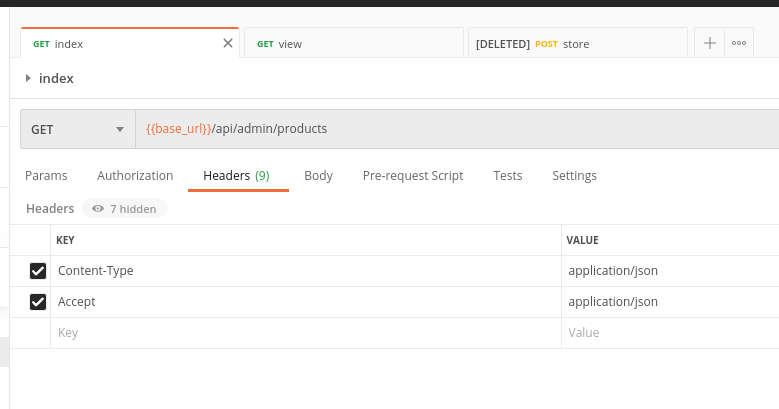 GET index GET view [DELETED] POST store
index
GET {{base_url}}/api/admin/products
Params Authorization Headers (9) Body Pre-request Script Tests Settings
Headers 7 hidden
KEY VALUE
Content-Type application/json
Accept application/json
Key Value